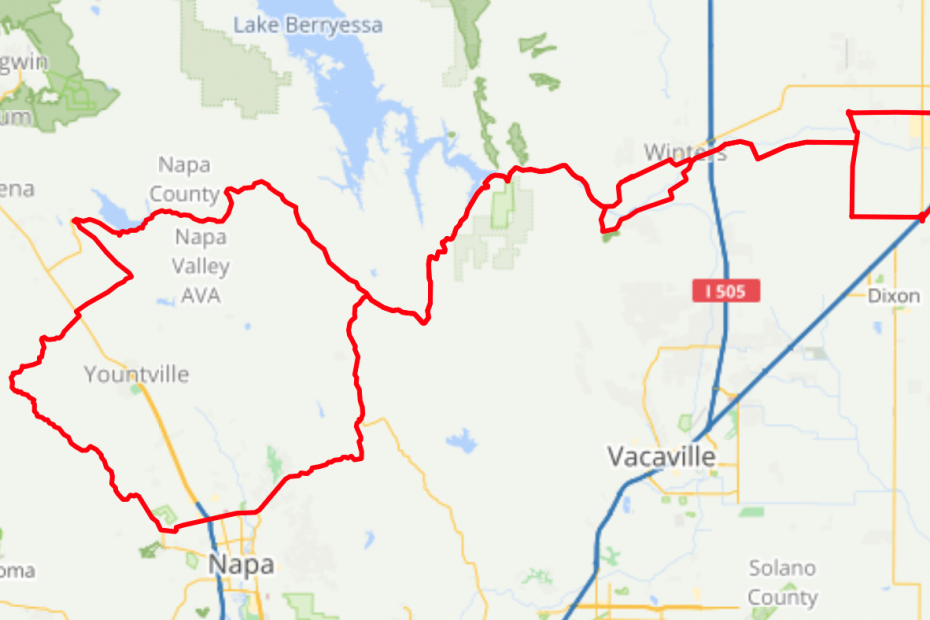 Lake Berryessa
gwin
um
Napa
County
Winters
ena
Napa
Valley
AVA
I 505
Dixon
Yountville
Vacaville
Napa
oma
Solano
County